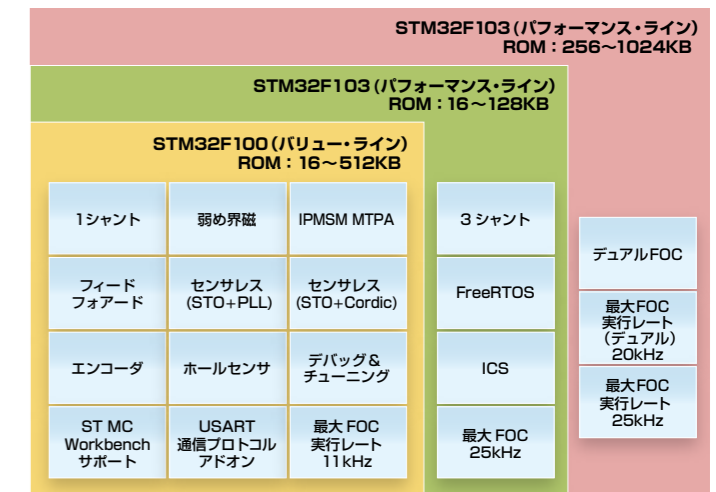 STM32F103(パフォーマンス・ライン)
ROM：256～1024KB
STM32F103(パフォーマンス・ライン)
ROM：16～128KB
STM32F100(バリュー・ライン)
ROM：16～512KB
1シャント
弱め界磁
IPMSM MTPA
フィード
フォアード
センサレス
(STO+PLL)
センサレス
(STO+Cordic)
エンコーダ
ホールセンサ
デバッグ&
チューニング
ST MC
Workbench
サポート
USART
通信プロトコル
アドオン
最大 FOC
実行レート
11kHz
3 シャント
FreeRTOS
ICS
最大 FOC
25kHz
デュアルFOC
最大FOC
実行レート
(デュアル)
20kHz
最大FOC
実行レート
25kHz